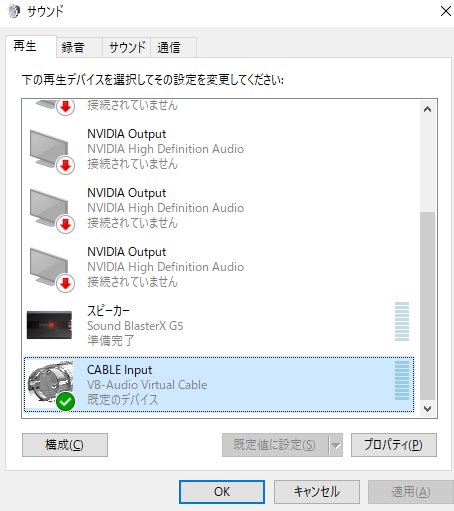 サウンド
再生 録音 サウンド 通信
下の再生デバイスを選択してその設定を変更してください:
接続されていません
NVIDIA Output
NVIDIA High Definition Audio
接続されていません
NVIDIA Output
NVIDIA High Definition Audio
接続されていません
NVIDIA Output
NVIDIA High Definition Audio
接続されていません
スピーカー
Sound BlasterX G5
準備完了
CABLE Input
VB-Audio Virtual Cable
既定のデバイス
構成(C) 既定値に設定(S) プロパティ(P)
OK キャンセル 適用(A)